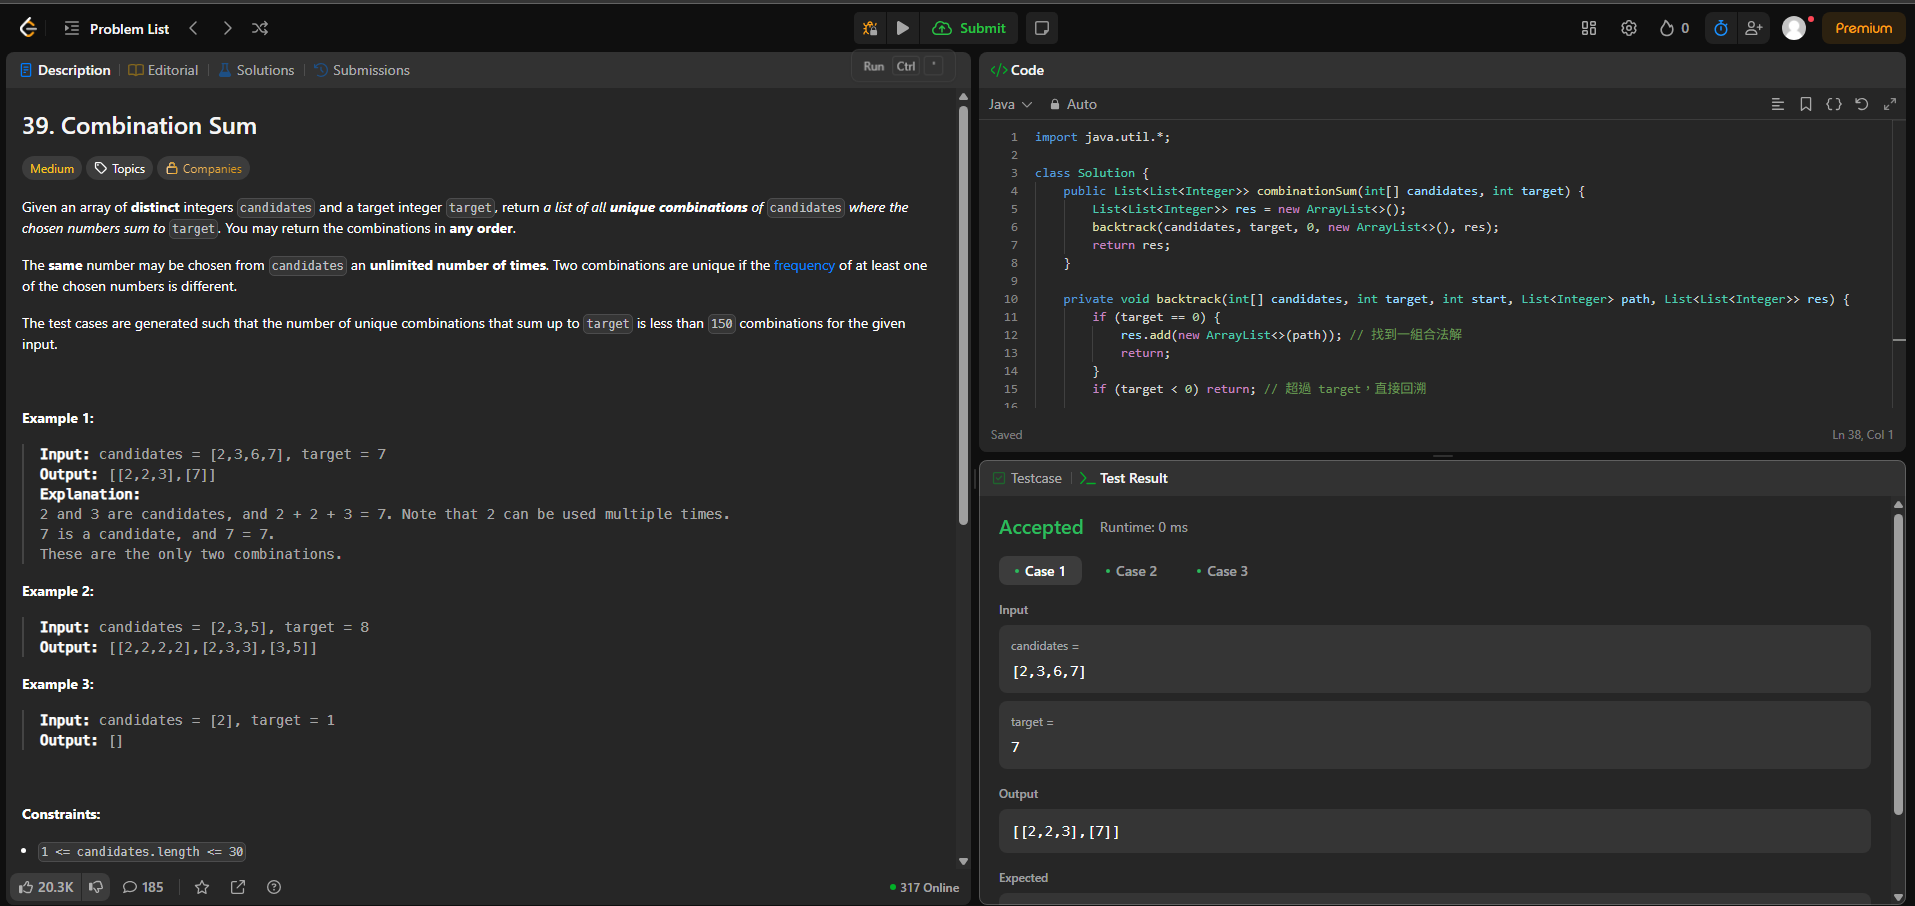 Problem List
Submit
0
Premium
Run Ctrl '
Description
Editorial
Solutions
Submissions
39. Combination Sum
Medium
Topics
Companies
Given an array of distinct integers candidates and a target integer target, return a list of all unique combinations of candidates where the
chosen numbers sum to target. You may return the combinations in any order.
The same number may be chosen from candidates an unlimited number of times. Two combinations are unique if the frequency of at least one
of the chosen numbers is different.
The test cases are generated such that the number of unique combinations that sum up to target is less than 150 combinations for the given
input.
Example 1:
Input: candidates = [2,3,6,7], target = 7
Output: [[2,2,3],[7]]
Explanation:
2 and 3 are candidates, and 2 + 2 + 3 = 7. Note that 2 can be used multiple times.
7 is a candidate, and 7 = 7.
These are the only two combinations.
Example 2:
Input: candidates = [2,3,5], target = 8
Output: [[2,2,2,2],[2,3,3],[3,5]]
Example 3:
Input: candidates = [2], target = 1
Output: []
Constraints:
• 1 <= candidates.length <= 30
20.3K
185
317 Online
</> Code
Java
Auto
1 import java.util.*;
2
3 class Solution {
4 public List<List<Integer>> combinationSum(int[] candidates, int target) {
5 List<List<Integer>> res = new ArrayList<>();
6 backtrack(candidates, target, 0, new ArrayList<>(), res);
7 return res;
8 }
9
10 private void backtrack(int[] candidates, int target, int start, List<Integer> path, List<List<Integer>> res) {
11 if (target == 0) {
12 res.add(new ArrayList<>(path)); // 找到一組合法解
13 return;
14 }
15 if (target < 0) return; // 超過 target，直接回溯
16
Saved
Ln 38, Col 1
Testcase
Test Result
Accepted
Runtime: 0 ms
Case 1
Case 2
Case 3
Input
candidates =
[2,3,6,7]
target =
7
Output
[[2,2,3],[7]]
Expected